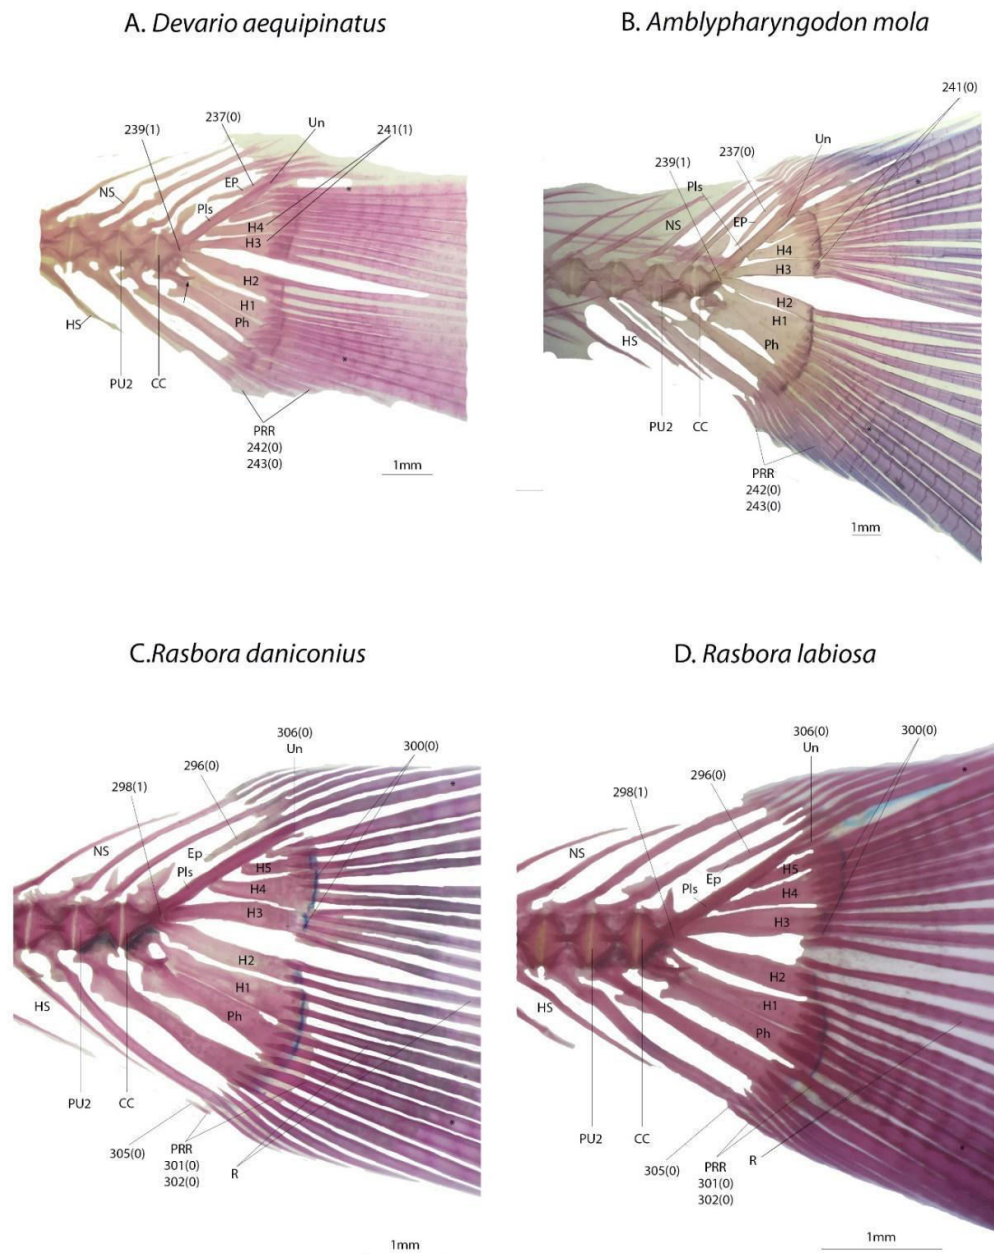 A. Devario aequipinatus
B. Amblypharyngodon mola
239(1)
237(0)
Un
241(1)
NS
EP
Pls
H4
H3
H2
H1
Ph
HS
PU2
CC
PRR
242(0)
243(0)
1mm
241(0)
Un
237(0)
239(1)
Pls
EP
NS
H4
H3
H2
H1
Ph
HS
PU2
CC
PRR
242(0)
243(0)
1mm
C.Rasbora daniconius
D. Rasbora labiosa
306(0)
Un
300(0)
296(0)
298(1)
NS
Ep
Pls
H5
H4
H3
H2
H1
Ph
HS
PU2
CC
305(0)
PRR
301(0)
302(0)
R
1mm
306(0)
Un
300(0)
296(0)
298(1)
NS
Ep
Pls
H5
H4
H3
H2
H1
Ph
HS
PU2
CC
305(0)
PRR
301(0)
302(0)
R
1mm